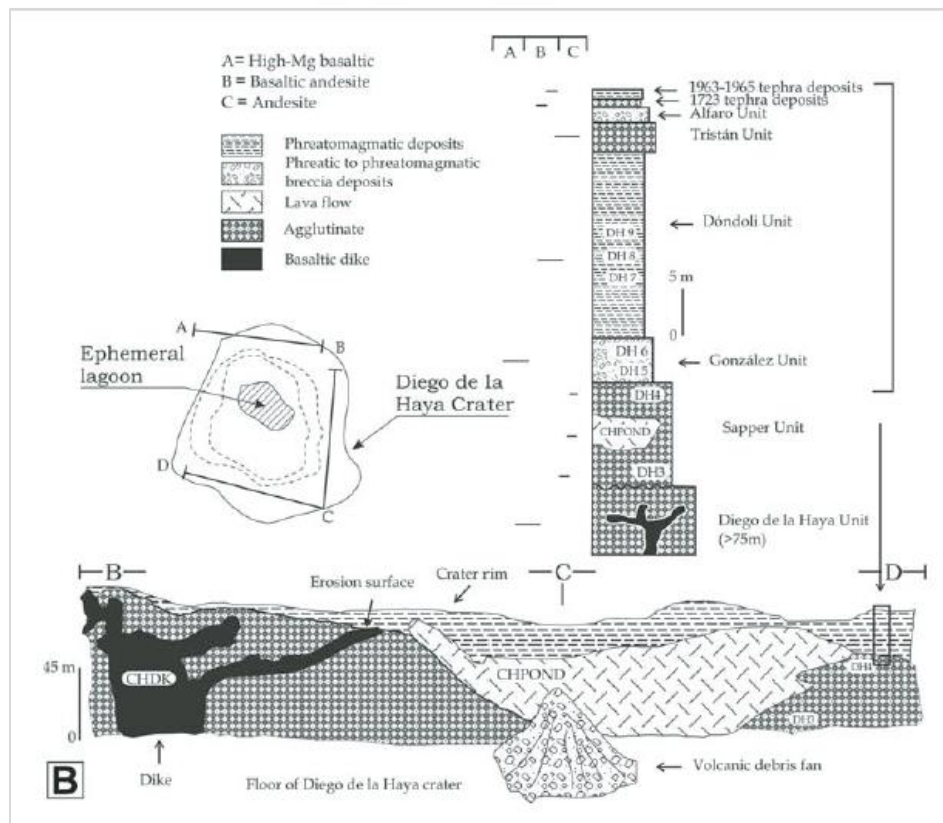 A B C
A= High-Mg basaltic
B = Basaltic andesite
C = Andesite
Phreatomagmatic deposits
Phreatic to phreatomagmatic
breccia deposits
Lava flow
Agglutinate
Basaltic dike
1963-1965 tephra deposits
1723 tephra deposits
Alfaro Unit
Tristán Unit
Dóndoli Unit
DH 9
DH 8
DH 7
5 m
0
DH 6
DH 5
González Unit
DH4
CHPOND
Sapper Unit
DH3
Diego de la Haya Unit
(>75m)
A
B
Ephemeral
lagoon
Diego de la
Haya Crater
D
C
B
Erosion surface
Crater rim
C
D
45 m
0
CHDK
CHPOND
DH4
DH3
B
Dike
Floor of Diego de la Haya crater
Volcanic debris fan